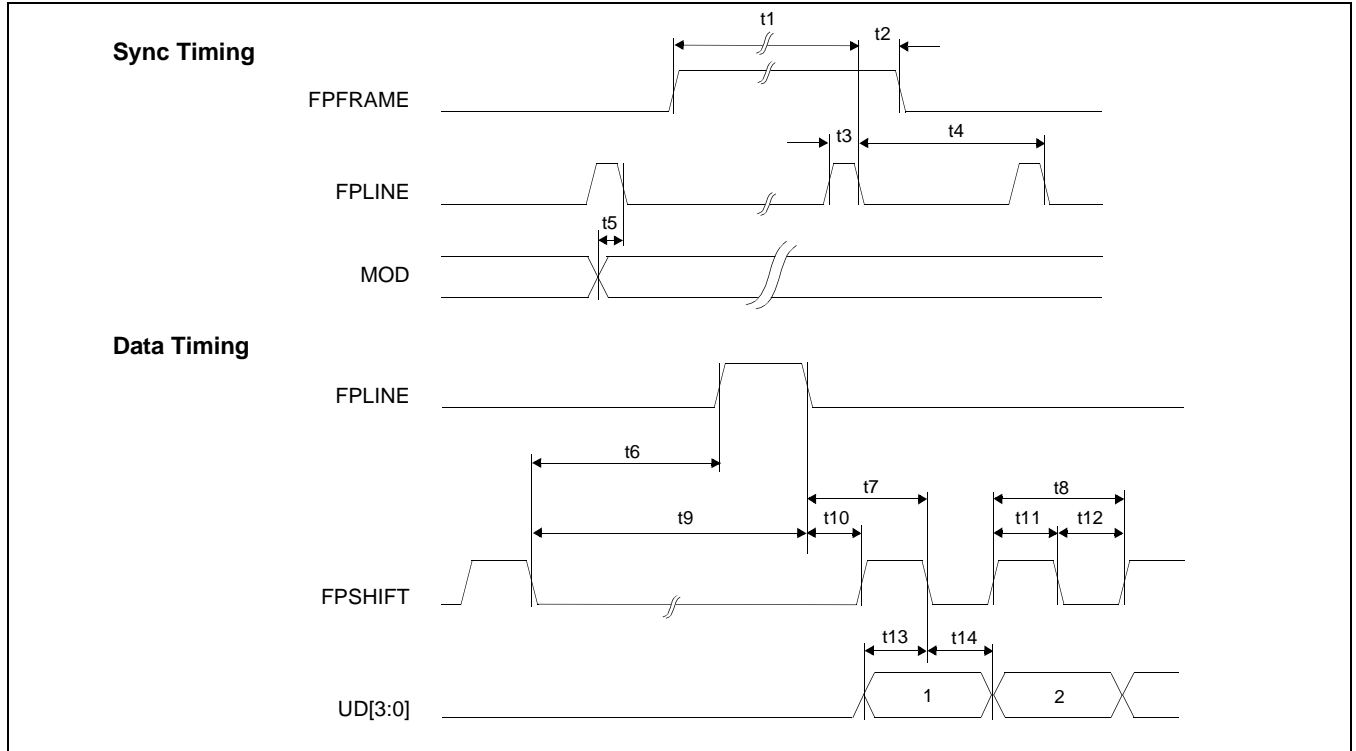 t1
Sync Timing
t2
FPFRAME
t3
t4
FPLINE
t5
MOD
Data Timing
FPLINE
t6
t7
t8
t9
t10
t11
t12
FPSHIFT
t13
t14
UD[3:0]
1
2